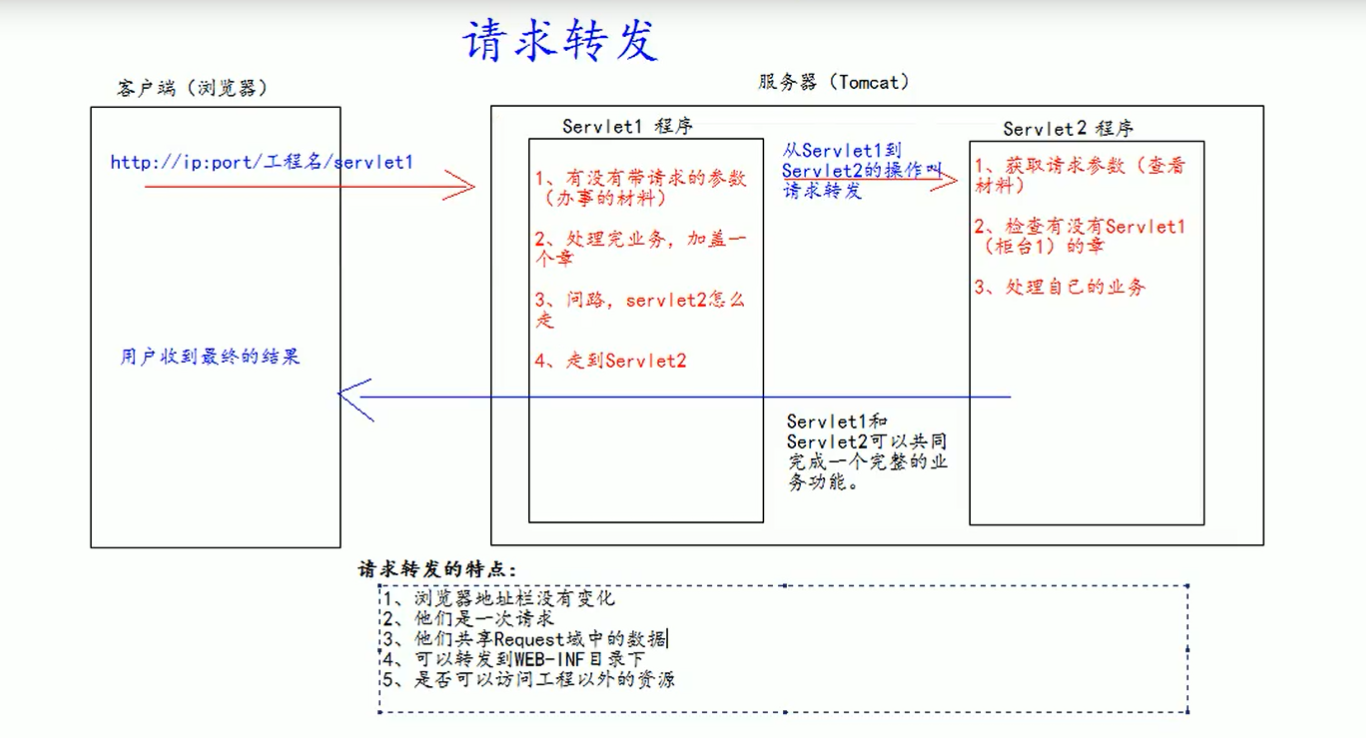 请求转发
客户端（浏览器）
服务器（Tomcat）
http://ip:port/工程名/servlet1
用户收到最终的结果
Servlet1 程序
1、有没有带请求的参数
（办事的材料）
2、处理完业务，加盖一
个章
3、问路，servlet2怎么
走
4、走到Servlet2
从Servlet1到
Servlet2的操作叫
请求转发
Servlet1和
Servlet2可以共同
完成一个完整的业
务功能。
Servlet2 程序
1、获取请求参数（查看
材料）
2、检查有没有Servlet1
（柜台1）的章
3、处理自己的业务
请求转发的特点：
1、浏览器地址栏没有变化
2、他们是一次请求
3、他们共享Request域中的数据
4、可以转发到WEB-INF目录下
5、是否可以访问工程以外的资源